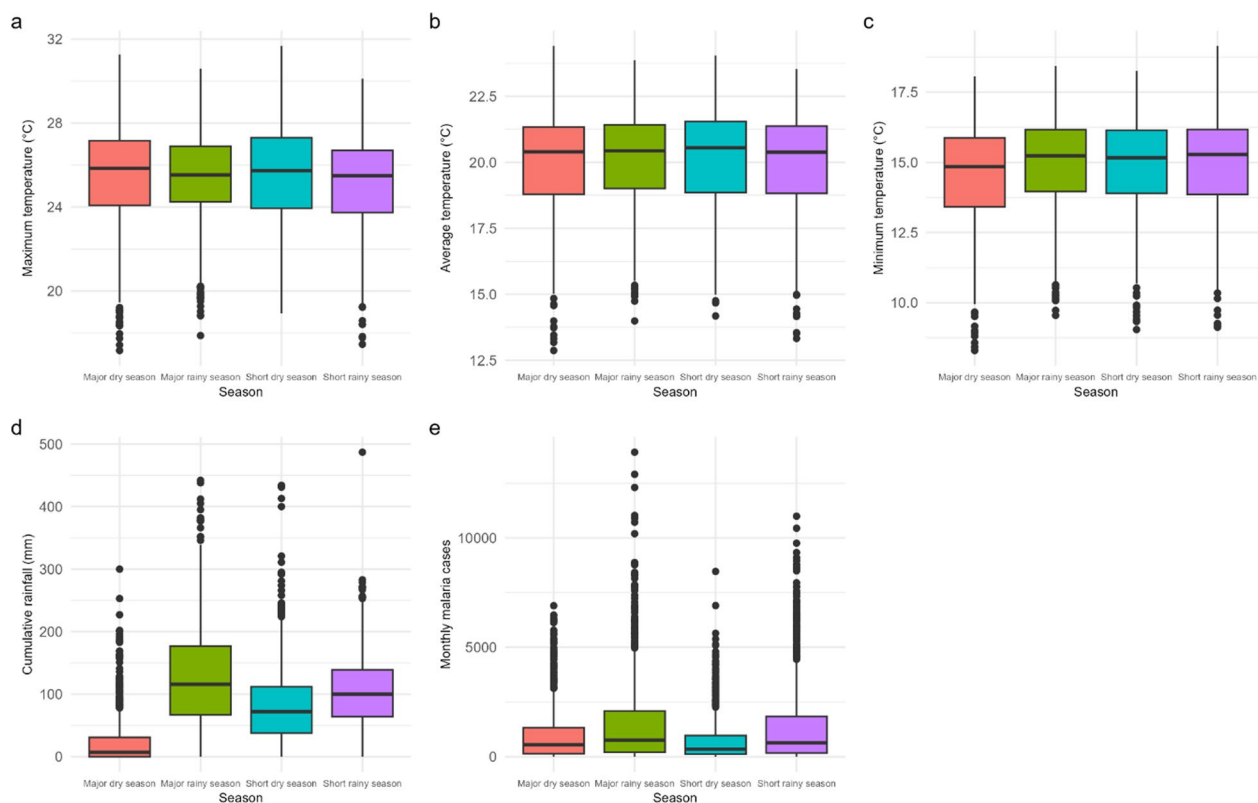 a
Maximum temperature (°C)
32
28
24
20
Major dry season Major rainy season Short dry season Short rainy season
Season
b
Average temperature (°C)
22.5
20.0
17.5
15.0
12.5
Major dry season Major rainy season Short dry season Short rainy season
Season
c
Minimum temperature (°C)
17.5
15.0
12.5
10.0
Major dry season Major rainy season Short dry season Short rainy season
Season
d
Cumulative rainfall (mm)
500
400
300
200
100
0
Major dry season Major rainy season Short dry season Short rainy season
Season
e
Monthly malaria cases
10000
5000
0
Major dry season Major rainy season Short dry season Short rainy season
Season